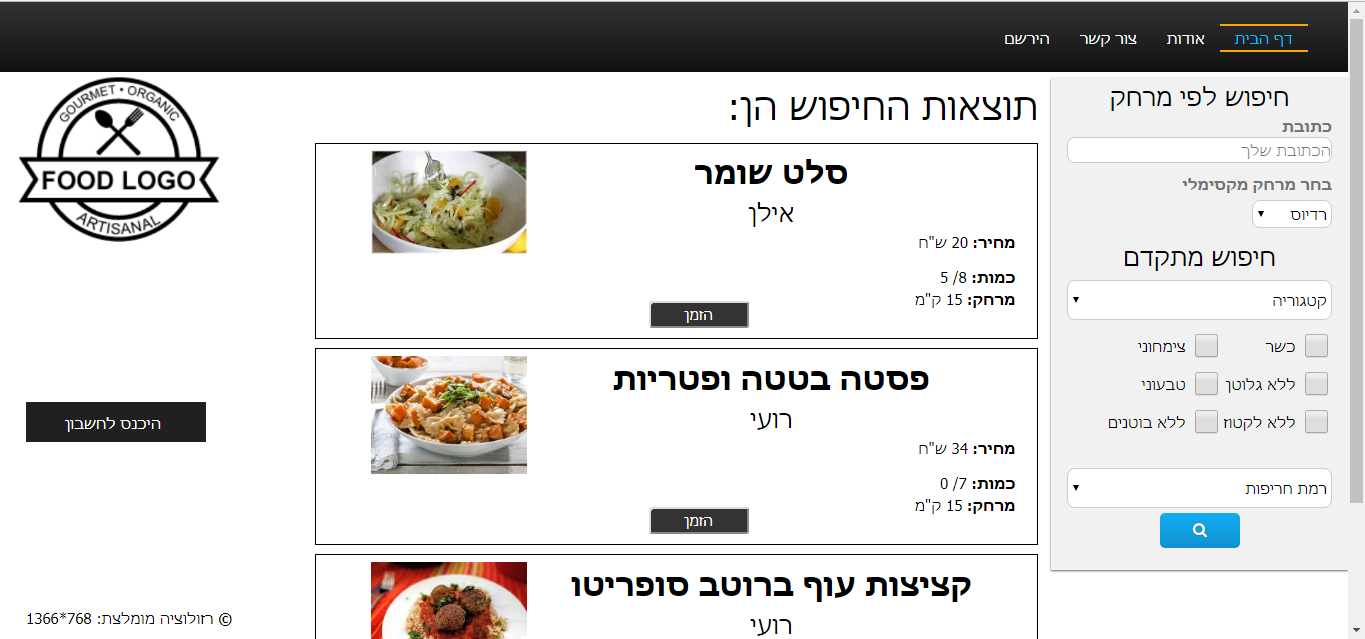 דף הבית
אודות
צור קשר
הירשם
חיפוש לפי מרחק
כתובת
הכתובת שלך
בחר מרחק מקסימלי
רדיוס
חיפוש מתקדם
קטגוריה
כשר
צימחוני
ללא גלוטן
טבעוני
ללא לקטוז
ללא בוטנים
רמת חריפות
תוצאות החיפוש הן:
סלט שומר
אילן
מחיר: 20 ש"ח
כמות: 8/ 5
מרחק: 15 ק"מ
הזמן
פסטה בטטה ופטריות
רועי
מחיר: 34 ש"ח
כמות: 7/ 0
מרחק: 15 ק"מ
הזמן
קציצות עוף ברוטב סופריטו
רועי
GOURMET • ORGANIC
FOOD LOGO
ARTISANAL
היכנס לחשבון
© רזולוציה מומלצת: 768*1366